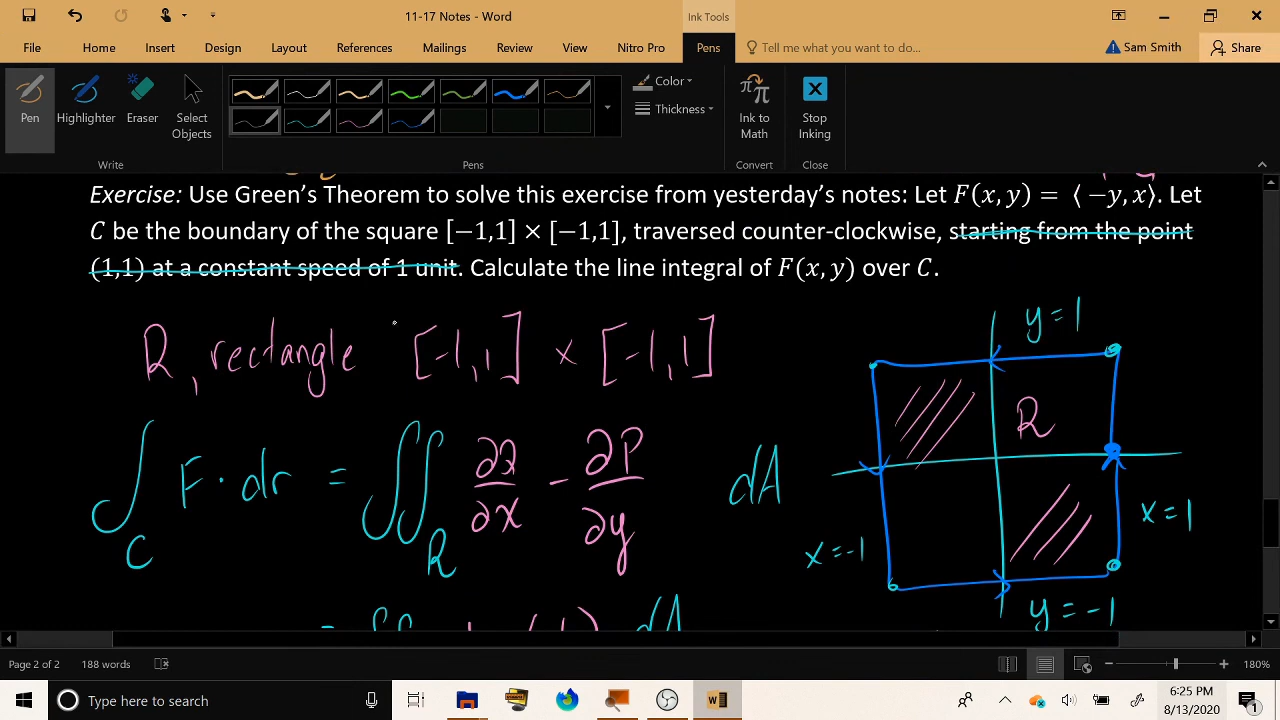 11-17 Notes - Word
Ink Tools
File Home Insert Design Layout References Mailings Review View Nitro Pro Pens Tell me what you want to do... Sam Smith Share
Pen Highlighter Eraser Select Objects
Color
Thickness
Ink to Math
Stop Inking
Write Pens Convert Close
Exercise: Use Green's Theorem to solve this exercise from yesterday's notes: Let F(x, y) = ⟨ −y, x⟩. Let
C be the boundary of the square [−1,1] × [−1,1], traversed counter-clockwise, starting from the point
(1,1) at a constant speed of 1 unit. Calculate the line integral of F(x, y) over C.
y = 1
R, rectangle [-1,1] x [-1,1]
R
∫_C F · dr = ∬_R ∂Q/∂x - ∂P/∂y dA
x = 1
x = -1
y = -1
= ∬ dA
Page 2 of 2 188 words 180%
Type here to search
6:25 PM
8/13/2020
1